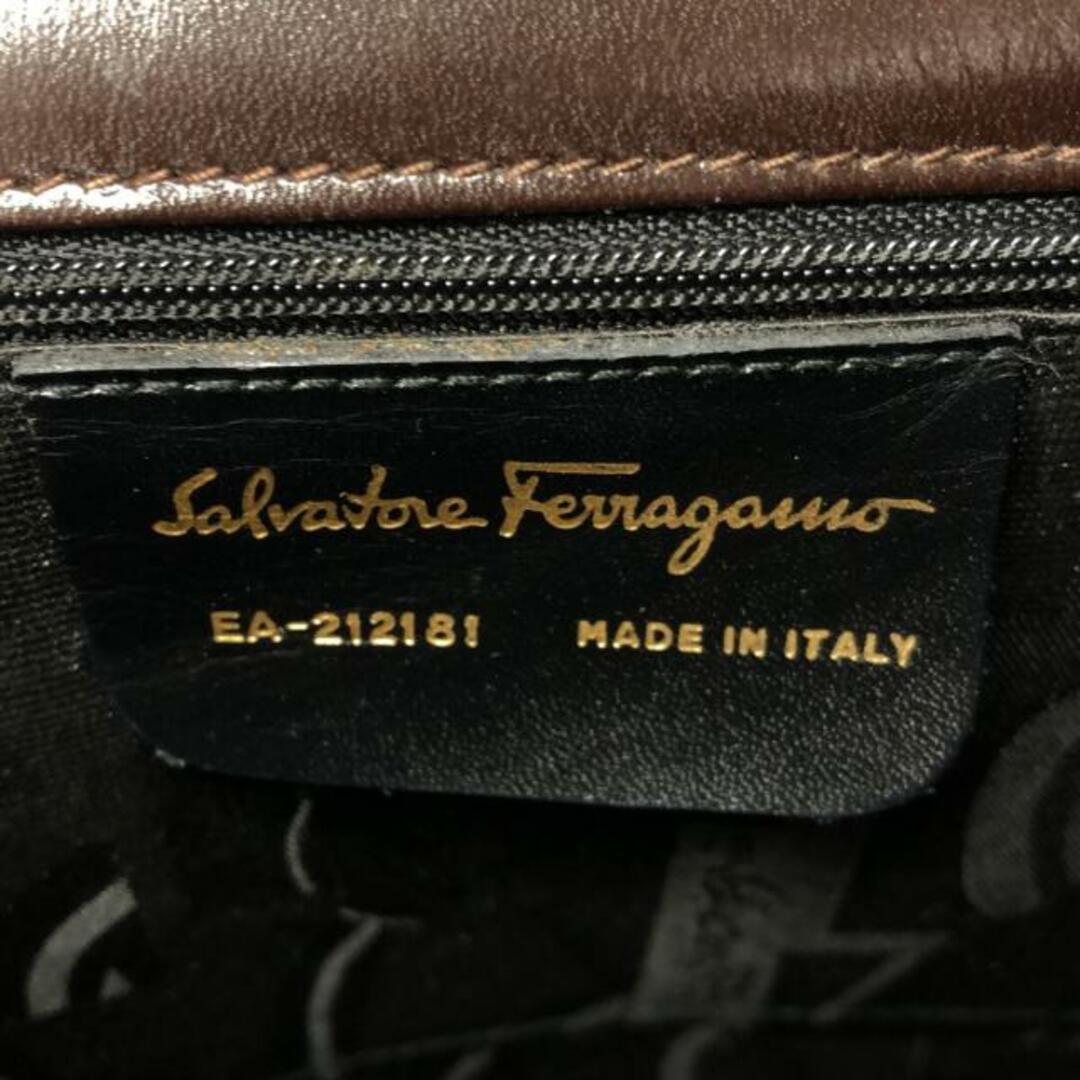 Salvatore Ferragamo
EA-212181 MADE IN ITALY